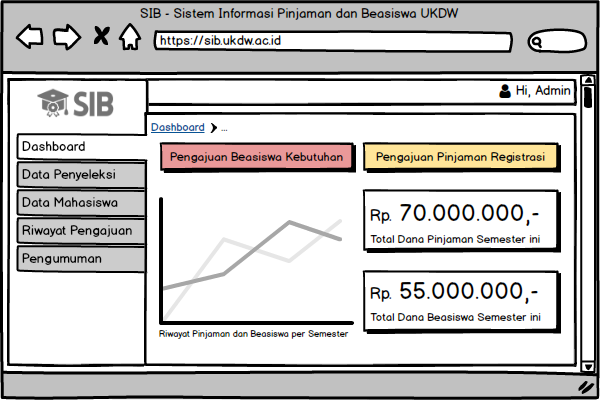 SIB - Sistem Informasi Pinjaman dan Beasiswa UKDW
https://sib.ukdw.ac.id
SIB
Hi, Admin
Dashboard
Data Penyeleksi
Data Mahasiswa
Riwayat Pengajuan
Pengumuman
Dashboard ❯ ...
Pengajuan Beasiswa Kebutuhan
Pengajuan Pinjaman Registrasi
Riwayat Pinjaman dan Beasiswa per Semester
Rp. 70.000.000,-
Total Dana Pinjaman Semester ini
Rp. 55.000.000,-
Total Dana Beasiswa Semester ini